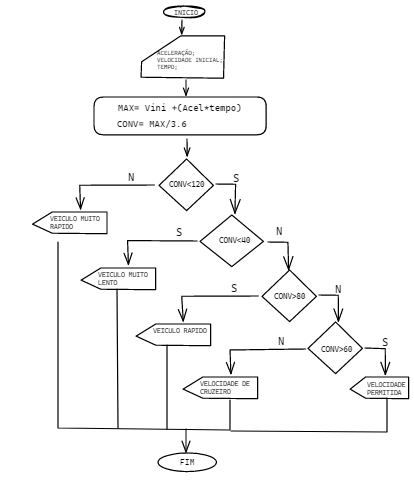 INICIO
ACELERAÇÃO;
VELOCIDADE INICIAL;
TEMPO;
MAX= Vini +(Acel*tempo)
CONV= MAX/3.6
CONV<120
N
S
VEICULO MUITO
RAPIDO
CONV<40
S
N
VEICULO MUITO
LENTO
CONV>80
S
N
VEICULO RAPIDO
CONV>60
N
S
VELOCIDADE DE
CRUZEIRO
VELOCIDADE
PERMITIDA
FIM